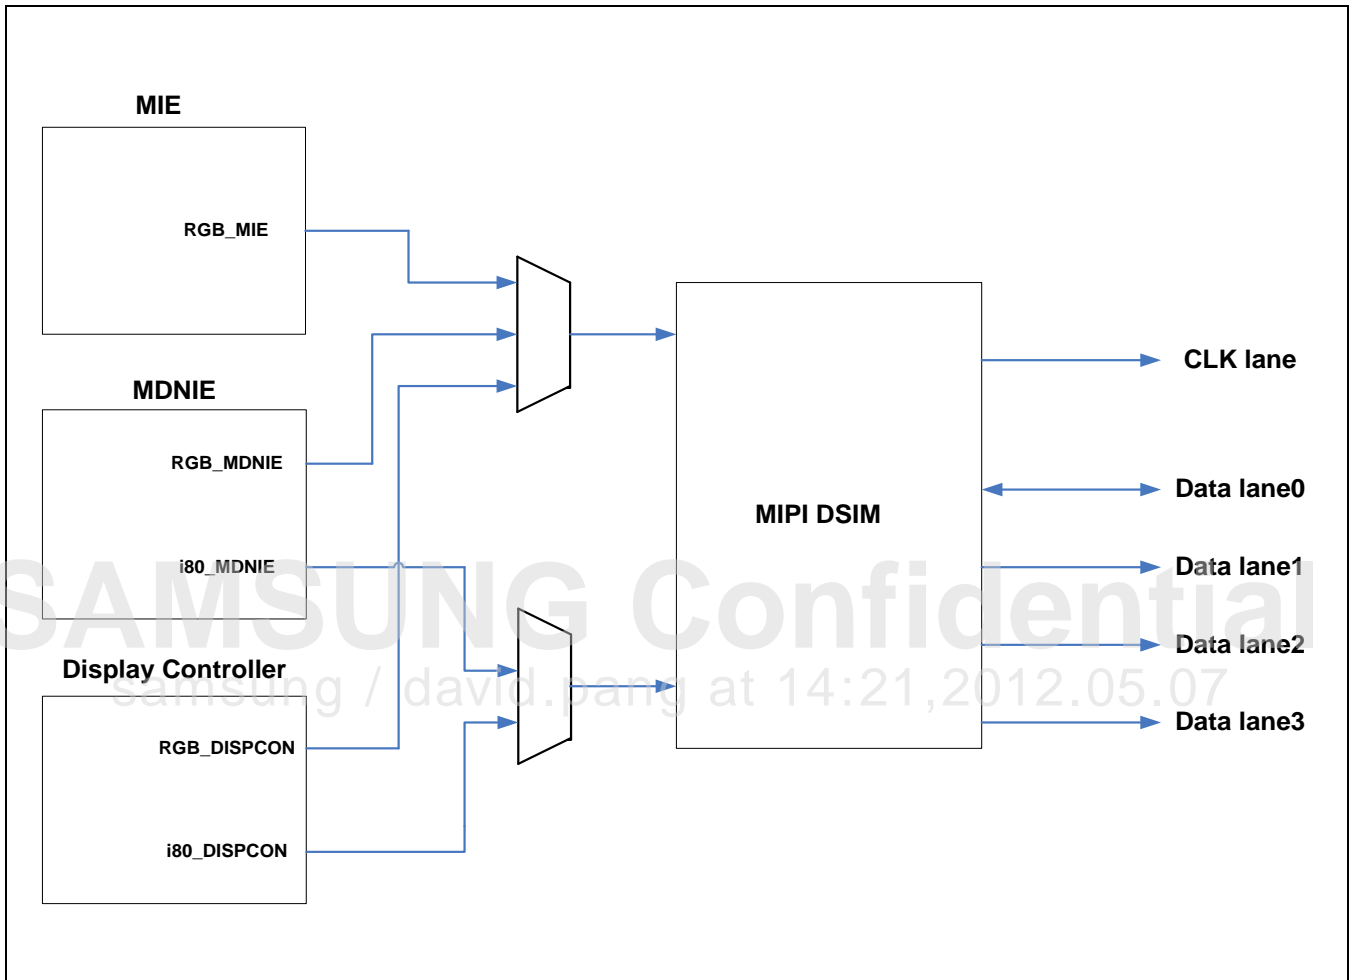 MIE
RGB_MIE
MDNIE
RGB_MDNIE
i80_MDNIE
Display Controller
RGB_DISPCON
i80_DISPCON
MIPI DSIM
CLK lane
Data lane0
Data lane1
Data lane2
Data lane3
SAMSUNG Confidential
samsung / david.pang at 14:21,2012.05.07